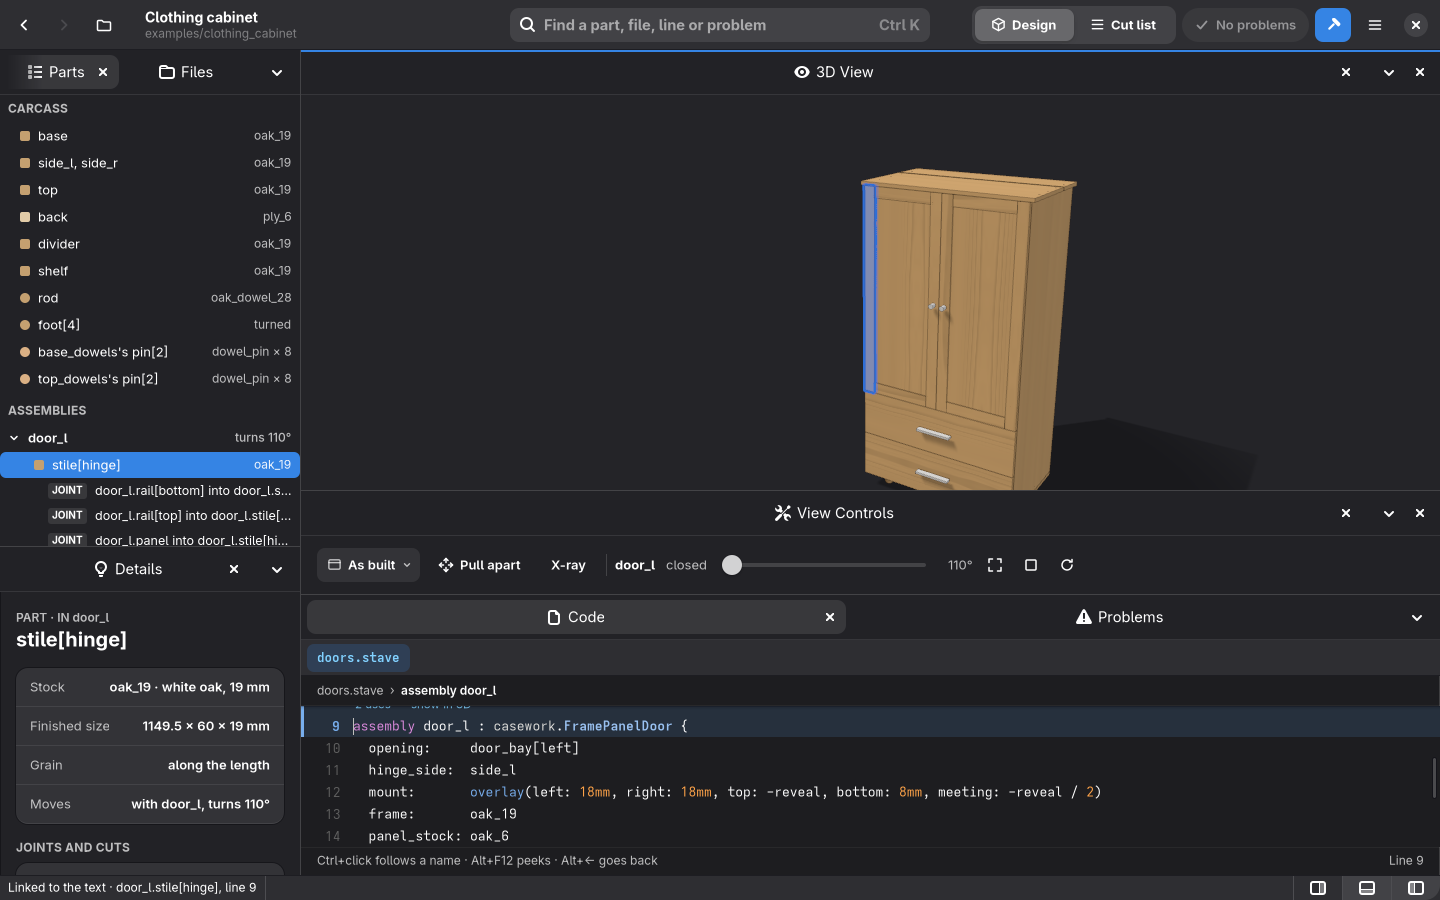 Clothing cabinet
examples/clothing_cabinet
Find a part, file, line or problem Ctrl K
Design
Cut list
No problems
Parts
Files
3D View
CARCASS
base oak_19
side_l, side_r oak_19
top oak_19
back ply_6
divider oak_19
shelf oak_19
rod oak_dowel_28
foot[4] turned
base_dowels's pin[2] dowel_pin × 8
top_dowels's pin[2] dowel_pin × 8
ASSEMBLIES
door_l turns 110°
stile[hinge] oak_19
JOINT door_l.rail[bottom] into door_l.s...
JOINT door_l.rail[top] into door_l.stile[...
JOINT door_l.panel into door_l.stile[hi...
View Controls
As built
Pull apart
X-ray
door_l closed 110°
Details
PART · IN door_l
stile[hinge]
Stock oak_19 · white oak, 19 mm
Finished size 1149.5 × 60 × 19 mm
Grain along the length
Moves with door_l, turns 110°
JOINTS AND CUTS
Code
Problems
doors.stave
doors.stave › assembly door_l
9 assembly door_l : casework.FramePanelDoor {
10 opening: door_bay[left]
11 hinge_side: side_l
12 mount: overlay(left: 18mm, right: 18mm, top: -reveal, bottom: 8mm, meeting: -reveal / 2)
13 frame: oak_19
14 panel_stock: oak_6
Ctrl+click follows a name · Alt+F12 peeks · Alt+← goes back Line 9
Linked to the text · door_l.stile[hinge], line 9